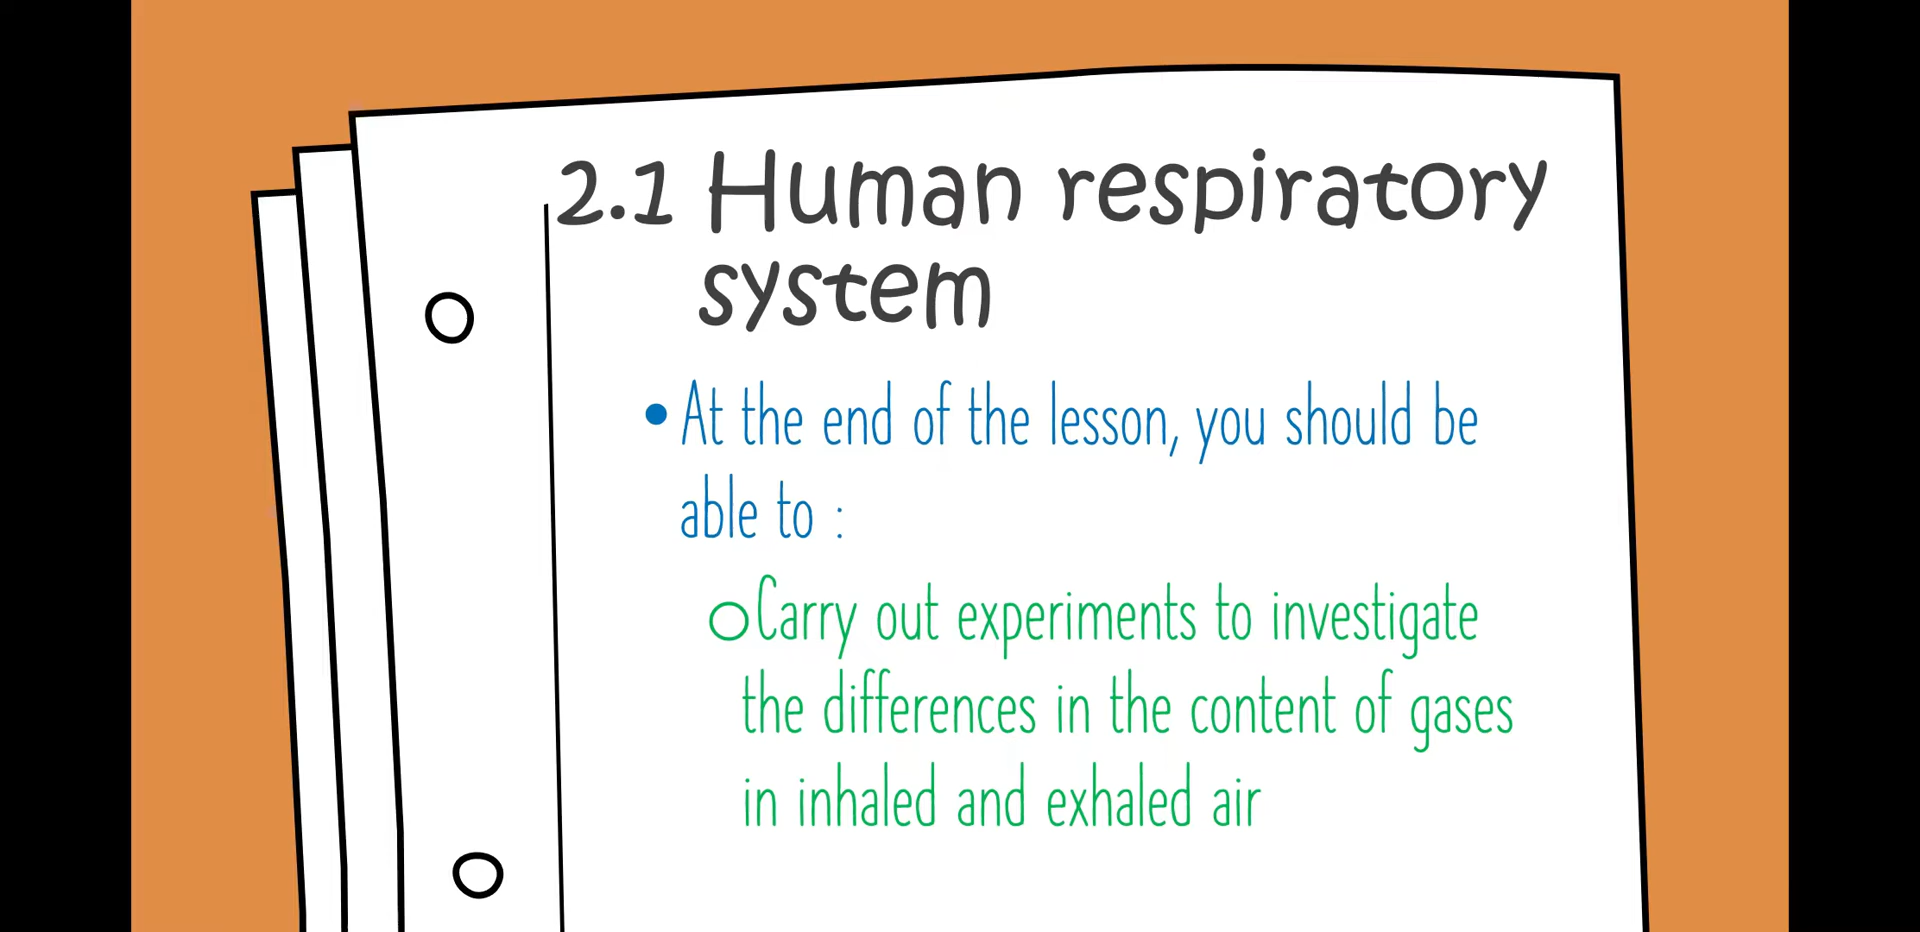 2.1 Human respiratory
system
• At the end of the lesson, you should be
able to :
o Carry out experiments to investigate
the differences in the content of gases
in inhaled and exhaled air